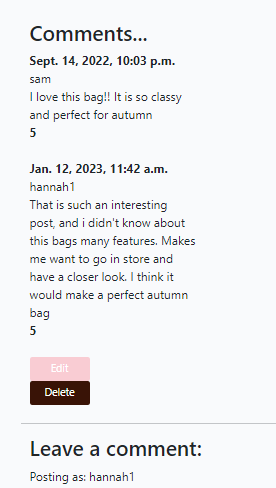 Comments...
Sept. 14, 2022, 10:03 p.m.
sam
I love this bag!! It is so classy
and perfect for autumn
5
Jan. 12, 2023, 11:42 a.m.
hannah1
That is such an interesting
post, and i didn't know about
this bags many features. Makes
me want to go in store and
have a closer look. I think it
would make a perfect autumn
bag
5
Edit
Delete
Leave a comment:
Posting as: hannah1